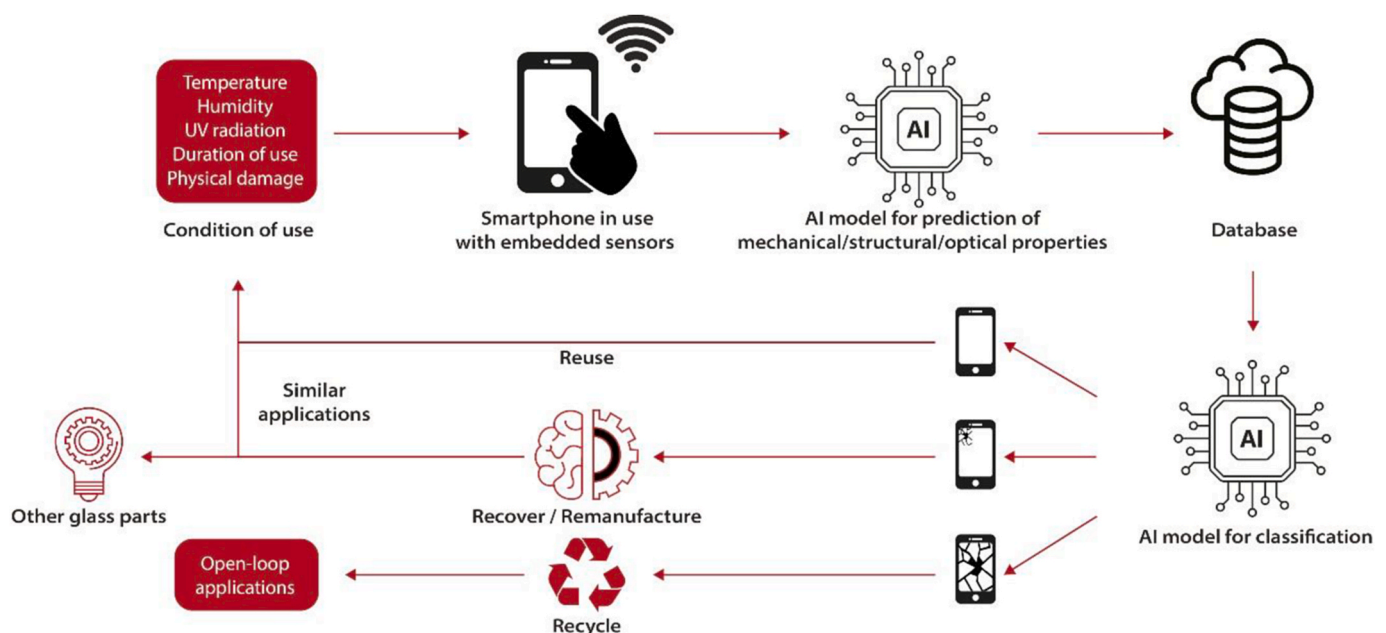 Temperature
Humidity
UV radiation
Duration of use
Physical damage
Condition of use
Smartphone in use
with embedded sensors
AI
AI model for prediction of
mechanical/structural/optical properties
Database
Reuse
Similar
applications
AI
AI model for classification
Other glass parts
Recover / Remanufacture
Open-loop
applications
Recycle